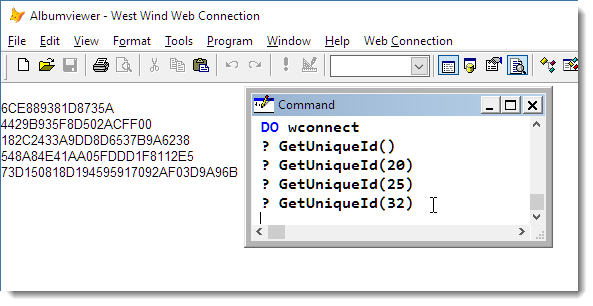 Albumviewer - West Wind Web Connection
File Edit View Format Tools Program Window Help Web Connection
6CE889381D8735A
4429B935F8D502ACFF00
182C2433A9DD8D6537B9A6238
548A84E41AA05FDDD1F8112E5
73D150818D194595917092AF03D9A96B
Command
DO wconnect
? GetUniqueId()
? GetUniqueId(20)
? GetUniqueId(25)
? GetUniqueId(32)